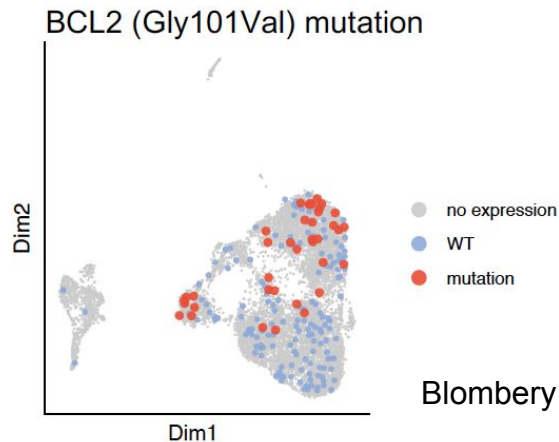 BCL2 (Gly101Val) mutation
Dim2
no expression
WT
mutation
Blombery
Dim1